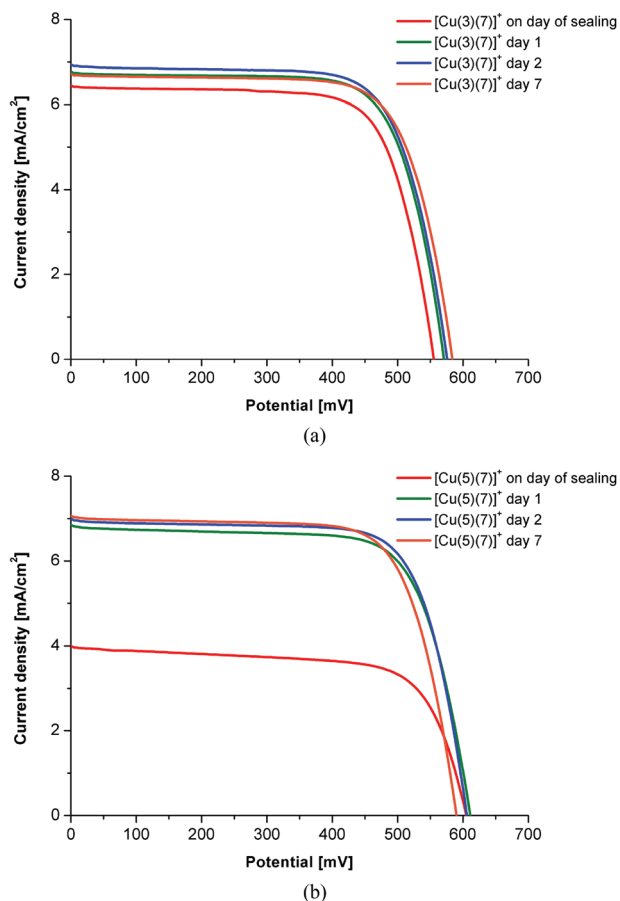 [Cu(3)(7)]⁺ on day of sealing
[Cu(3)(7)]⁺ day 1
[Cu(3)(7)]⁺ day 2
[Cu(3)(7)]⁺ day 7
8
6
4
2
0
Current density [mA/cm²]
0 100 200 300 400 500 600 700
Potential [mV]
(a)
[Cu(5)(7)]⁺ on day of sealing
[Cu(5)(7)]⁺ day 1
[Cu(5)(7)]⁺ day 2
[Cu(5)(7)]⁺ day 7
8
6
4
2
0
Current density [mA/cm²]
0 100 200 300 400 500 600 700
Potential [mV]
(b)